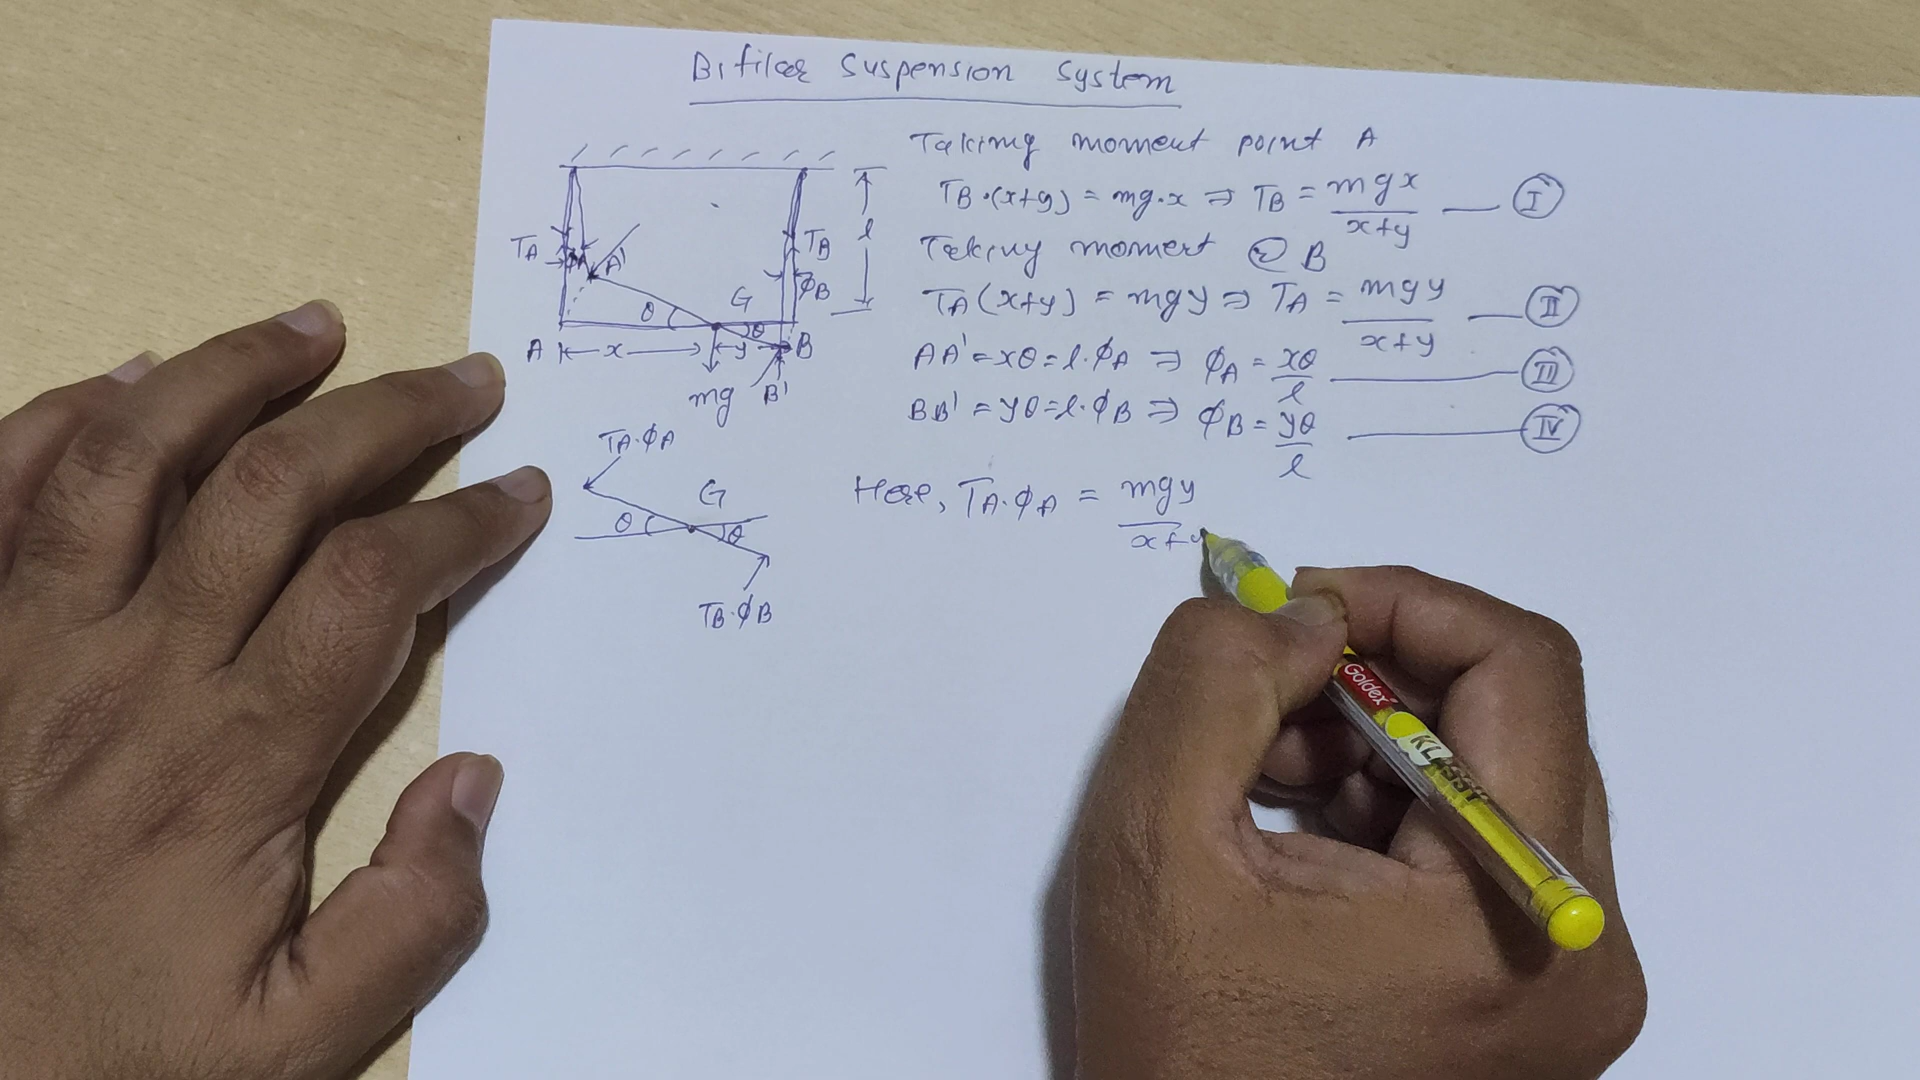 Bifilar Suspension System
Taking moment point A
TB·(x+y) = mg·x ⇒ TB = mgx/x+y — I
Taking moment @ B
TA(x+y) = mgy ⇒ TA = mgy/x+y — II
AA' = xθ = l·ϕA ⇒ ϕA = xθ/l — III
BB' = yθ = l·ϕB ⇒ ϕB = yθ/l — IV
TA
ϕA
A'
TB
ϕB
l
θ
G
θ
A
x
y
B
mg
B'
TA·ϕA
G
θ
θ
TB·ϕB
Here, TA·ϕA = mgy/x+y
Goldex
KLASSY